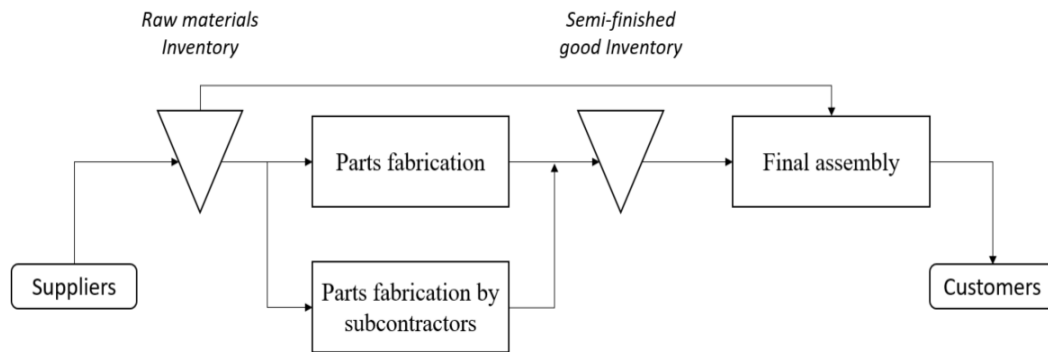 Raw materials
Inventory
Semi-finished
good Inventory
Parts fabrication
Final assembly
Suppliers
Parts fabrication by
subcontractors
Customers